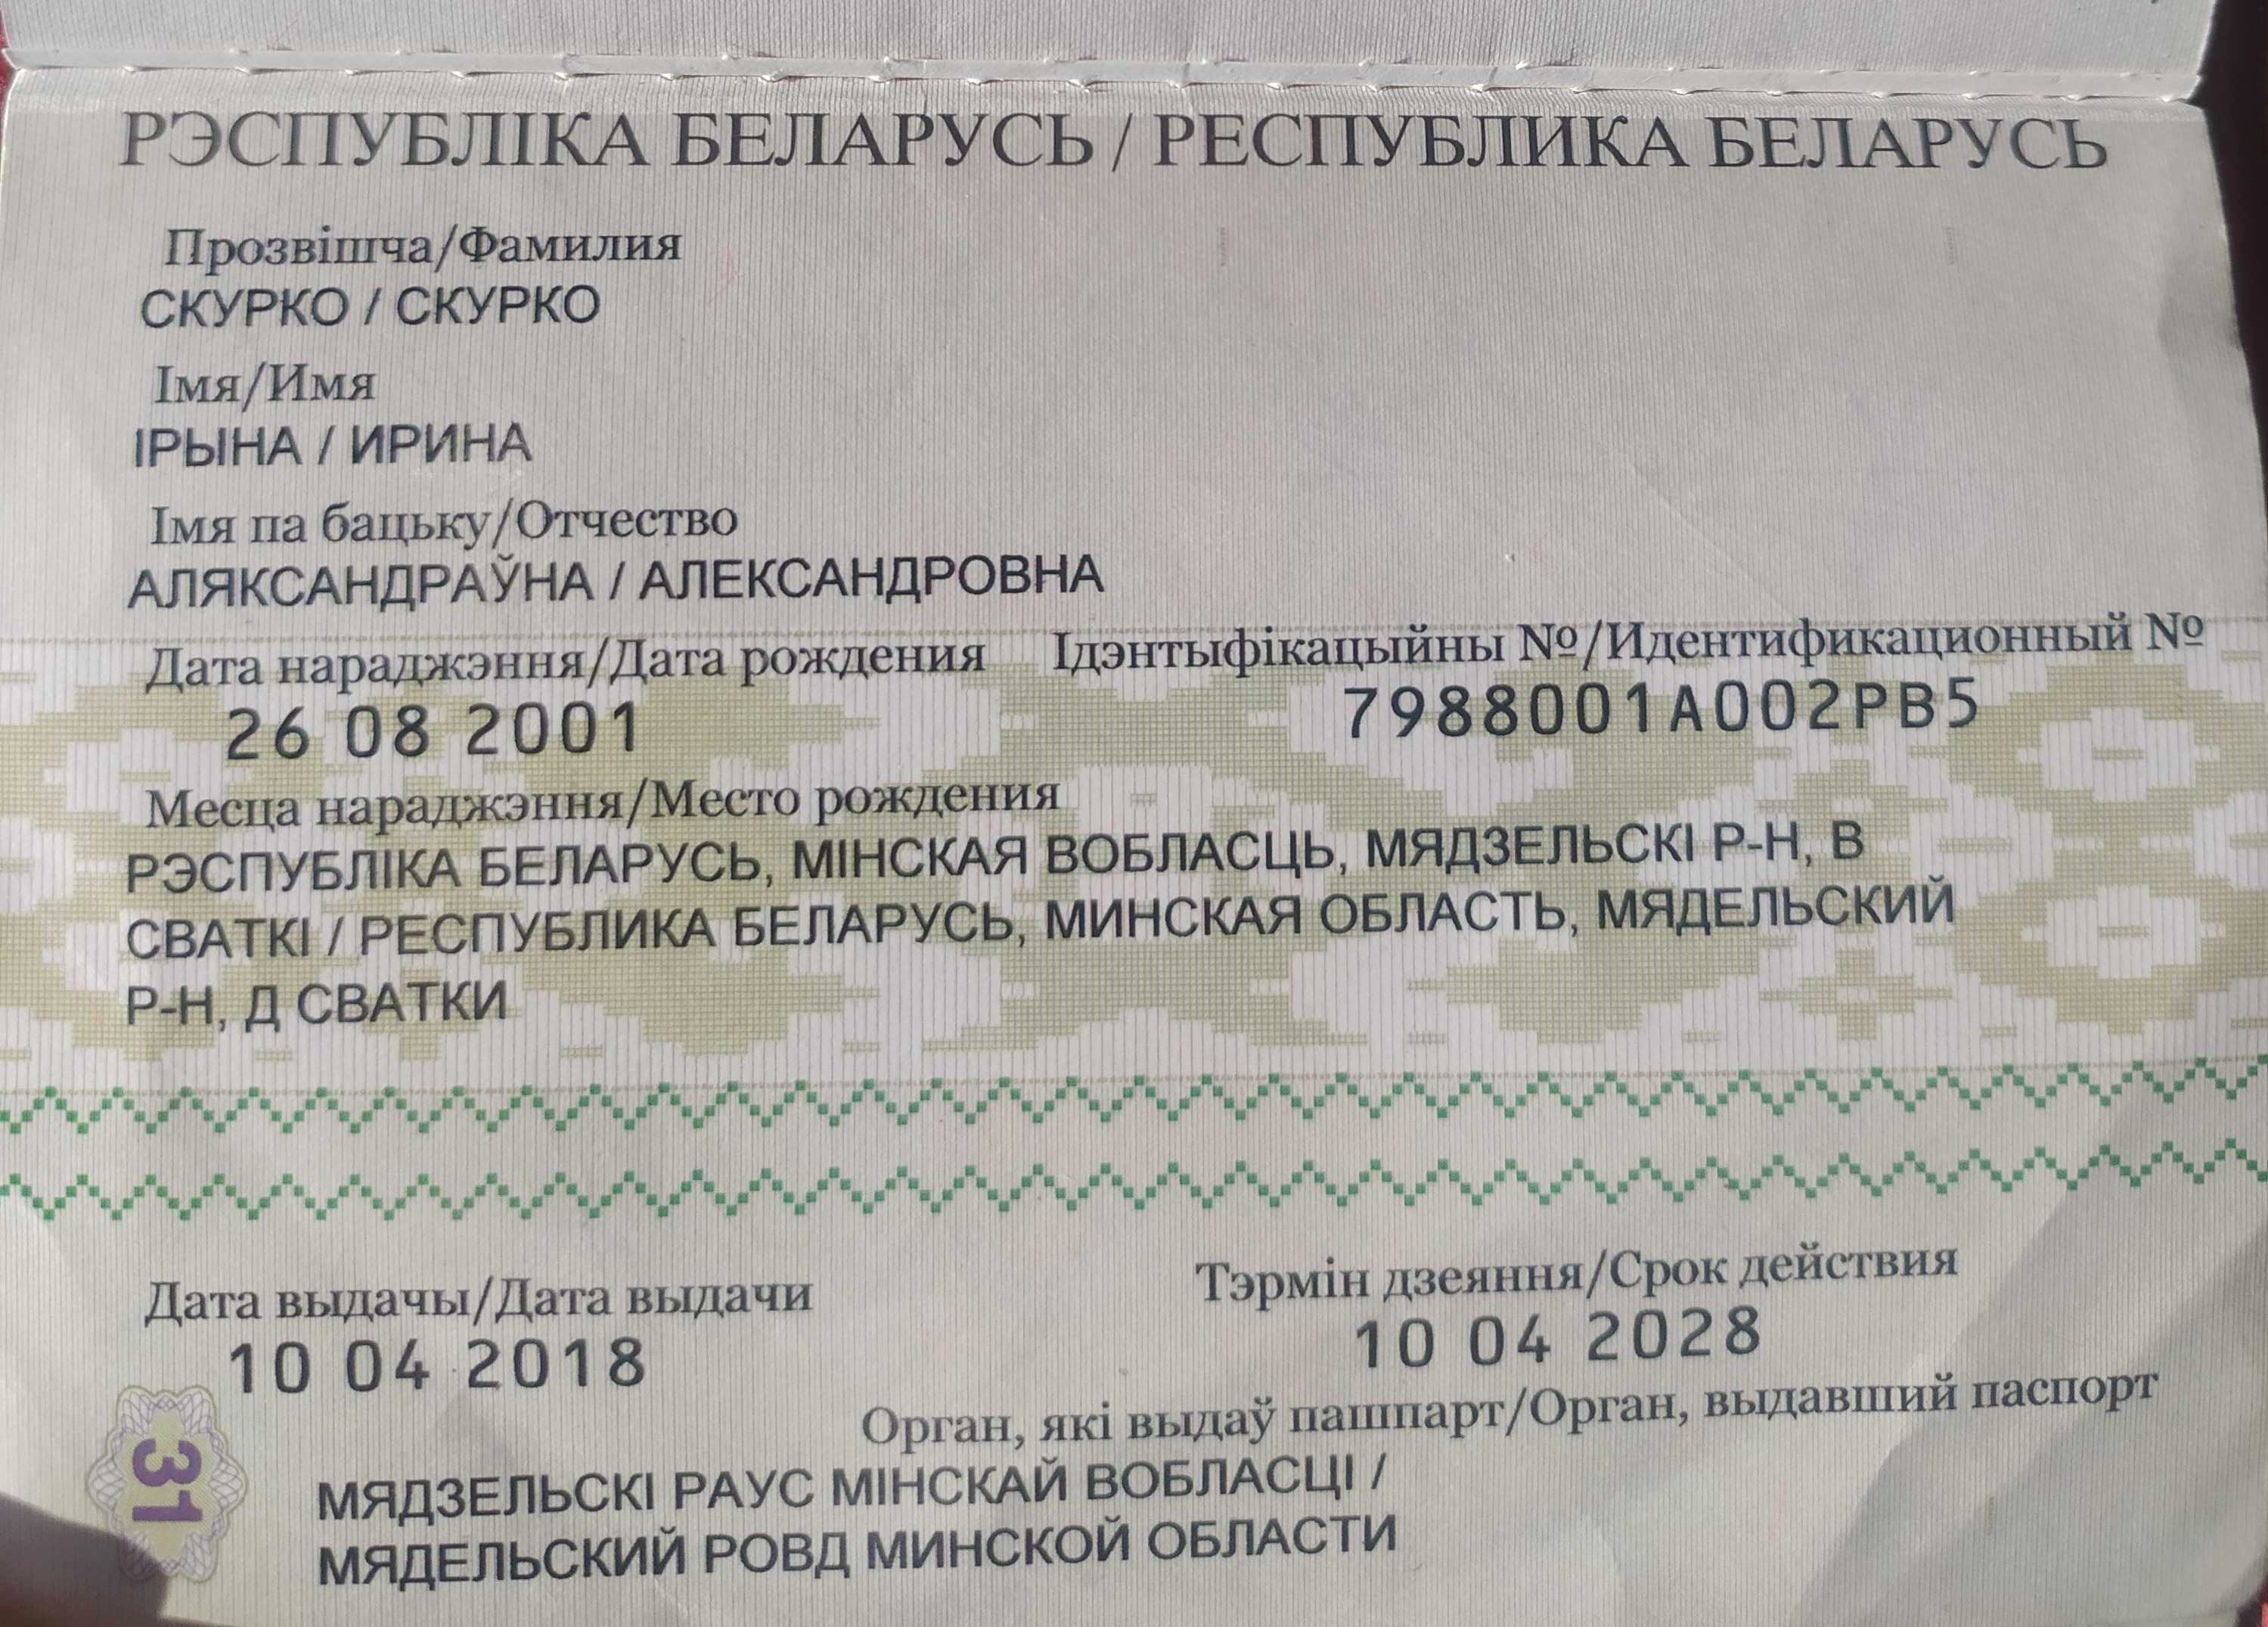 РЭСПУБЛІКА БЕЛАРУСЬ / РЕСПУБЛИКА БЕЛАРУСЬ
Прозвішча/Фамилия
СКУРКО / СКУРКО
Імя/Имя
ІРЫНА / ИРИНА
Імя па бацьку/Отчество
АЛЯКСАНДРАЎНА / АЛЕКСАНДРОВНА
Дата нараджэння/Дата рождения Ідэнтыфікацыйны №/Идентификационный №
26 08 2001 7988001А002РВ5
Месца нараджэння/Место рождения
РЭСПУБЛІКА БЕЛАРУСЬ, МІНСКАЯ ВОБЛАСЦЬ, МЯДЗЕЛЬСКІ Р-Н, В
СВАТКІ / РЕСПУБЛИКА БЕЛАРУСЬ, МИНСКАЯ ОБЛАСТЬ, МЯДЕЛЬСКИЙ
Р-Н, Д СВАТКИ
Дата выдачы/Дата выдачи Тэрмін дзеяння/Срок действия
10 04 2018 10 04 2028
Орган, які выдаў пашпарт/Орган, выдавший паспорт
31
МЯДЗЕЛЬСКІ РАУС МІНСКАЙ ВОБЛАСЦІ /
МЯДЕЛЬСКИЙ РОВД МИНСКОЙ ОБЛАСТИ